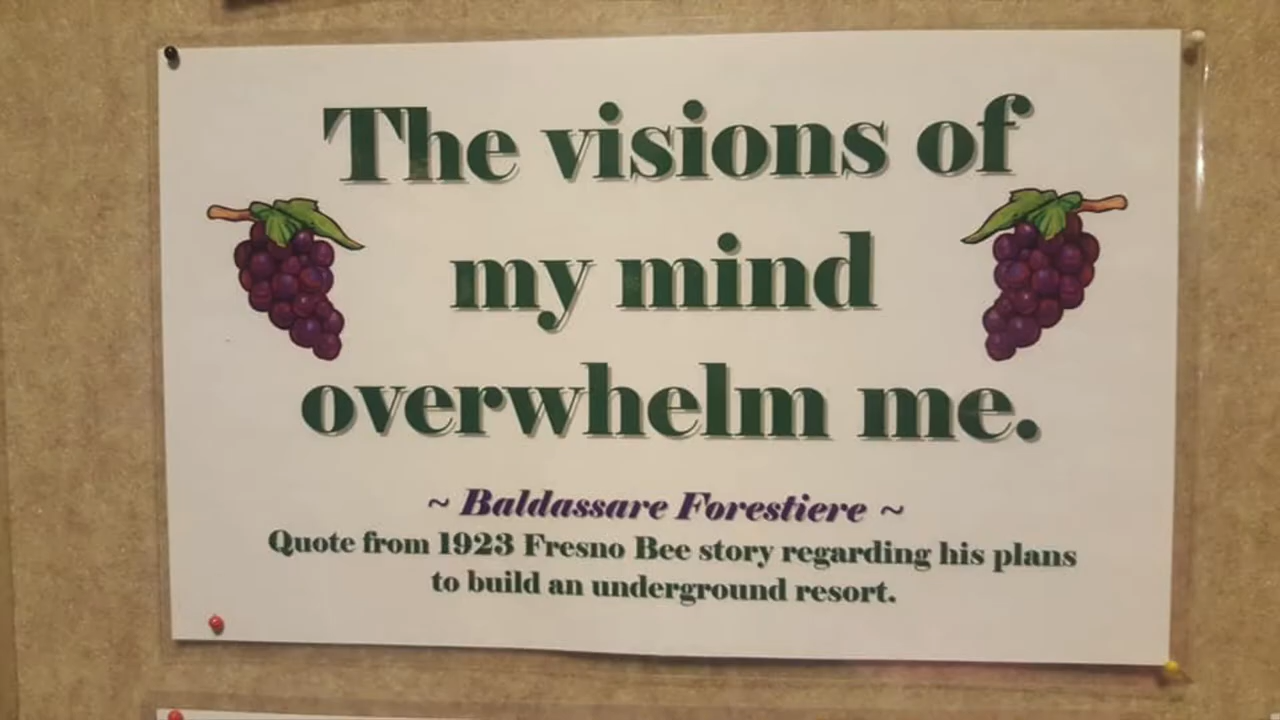 The visions of
my mind
overwhelm me.
~ Baldassare Forestiere ~
Quote from 1923 Fresno Bee story regarding his plans
to build an underground resort.